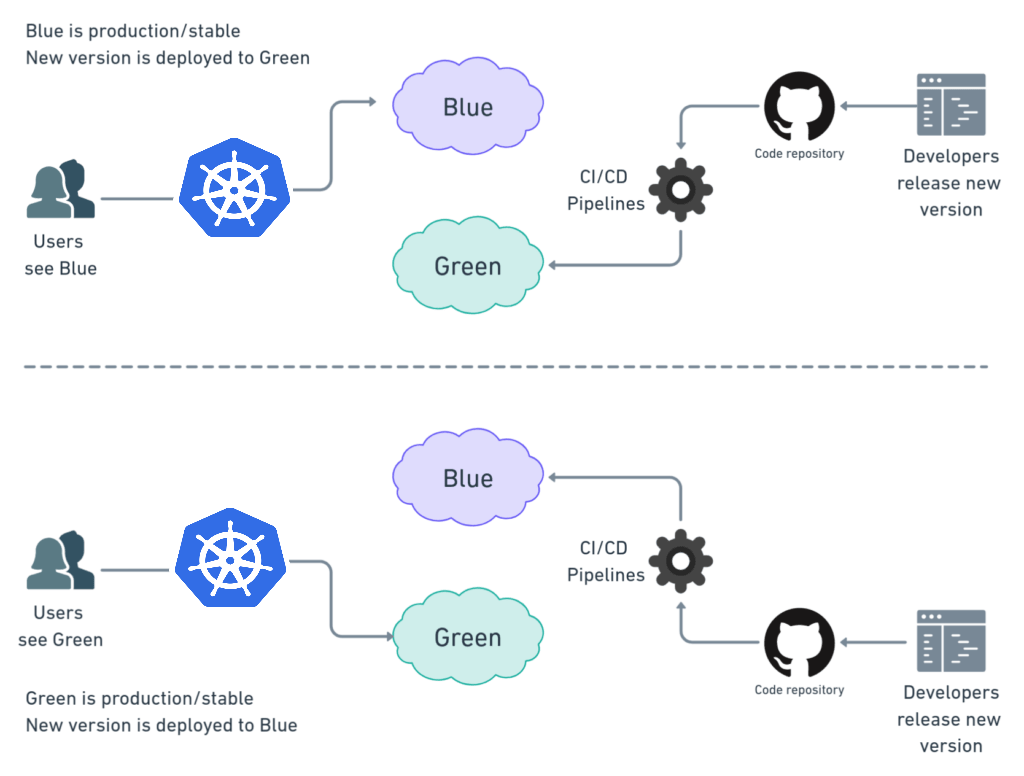 Blue is production/stable
New version is deployed to Green
Blue
Code repository
Developers
release new
version
CI/CD
Pipelines
Users
see Blue
Green
Blue
CI/CD
Pipelines
Users
see Green
Green
Code repository
Developers
release new
version
Green is production/stable
New version is deployed to Blue